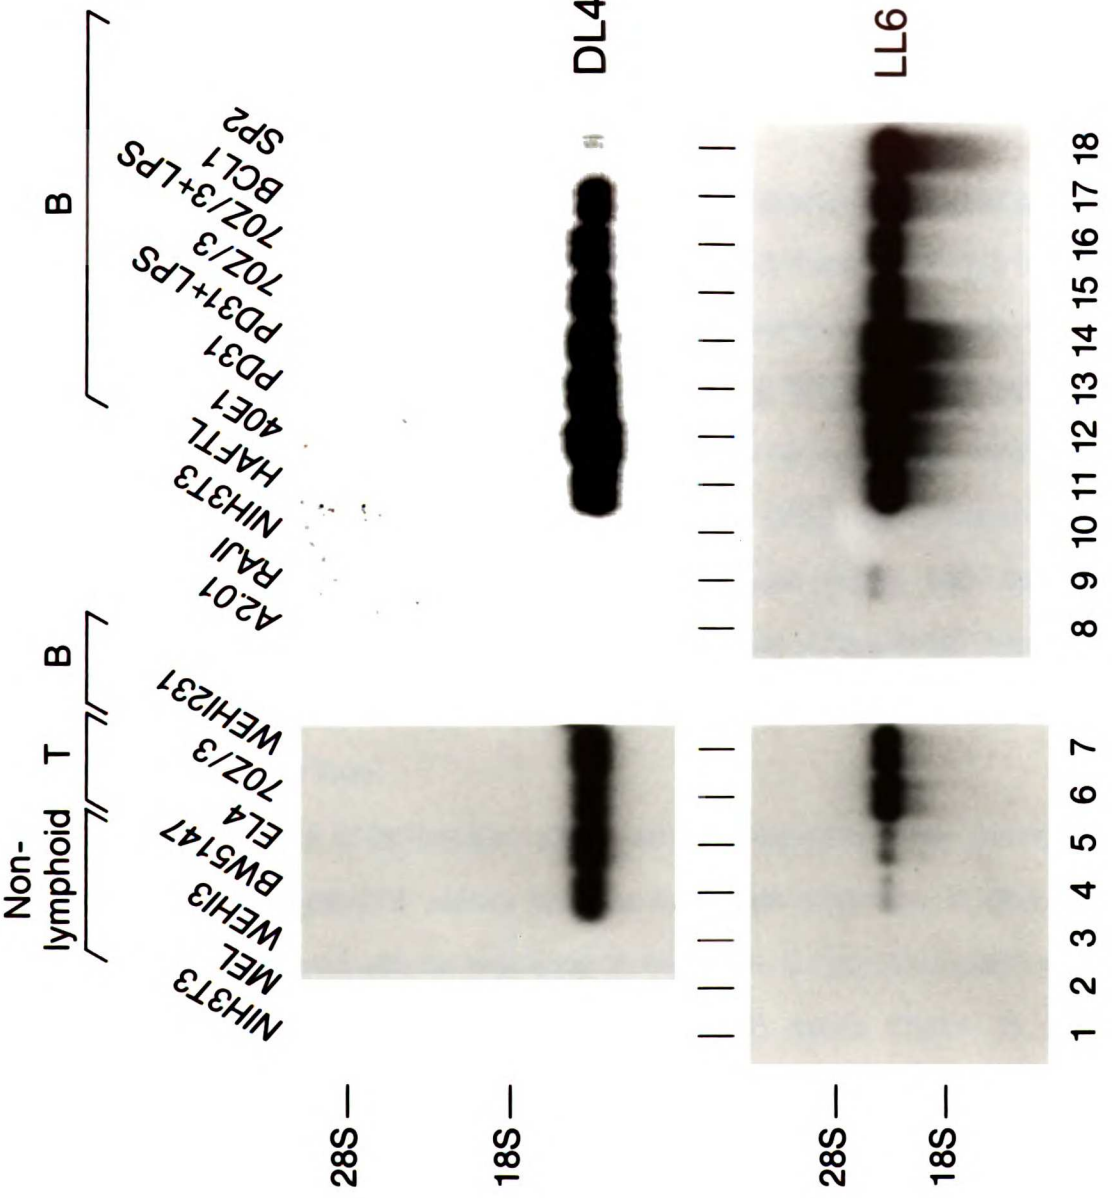 Non-
lymphoid
T
B
B
NIH3T3
MEL
WEHI3
BW5147
EL4
70Z/3
WEHI231
A2.01
RAJI
NIH3T3
HAFTL
40E1
PD31
PD31+LPS
70Z/3
70Z/3+LPS
BCL1
SP2
28S
18S
DL4
28S
18S
LL6
1 2 3 4 5 6 7 8 9 10 11 12 13 14 15 16 17 18